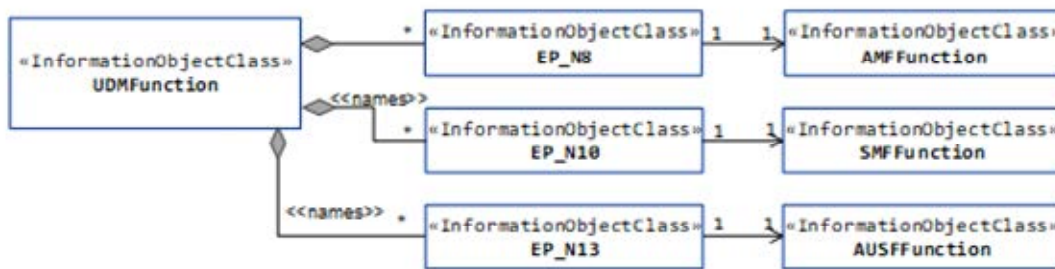 «InformationObjectClass»
UDMFunction
* «InformationObjectClass» 1 1 «InformationObjectClass»
EP_N8 AMFFunction
<<names>>
* «InformationObjectClass» 1 1 «InformationObjectClass»
EP_N10 SMFFunction
<<names>>
* «InformationObjectClass» 1 1 «InformationObjectClass»
EP_N13 AUSFFunction